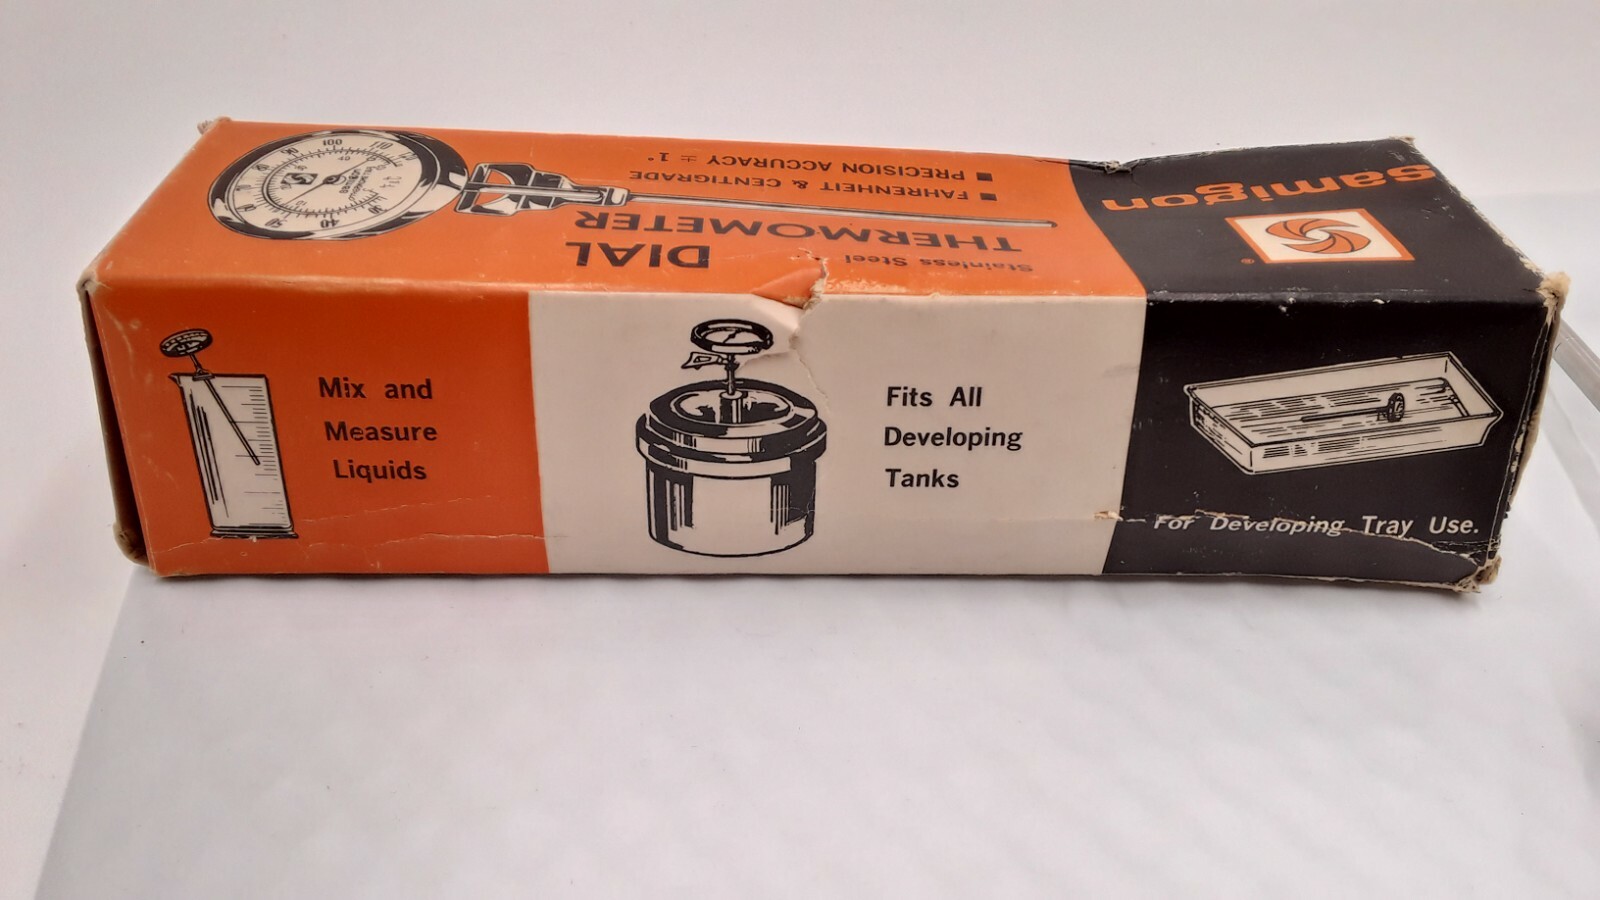 samigon
®
Stainless Steel
DIAL
THERMOMETER
■ FAHRENHEIT & CENTIGRADE
■ PRECISION ACCURACY ± 1°
Mix and
Measure
Liquids
Fits All
Developing
Tanks
For Developing Tray Use.